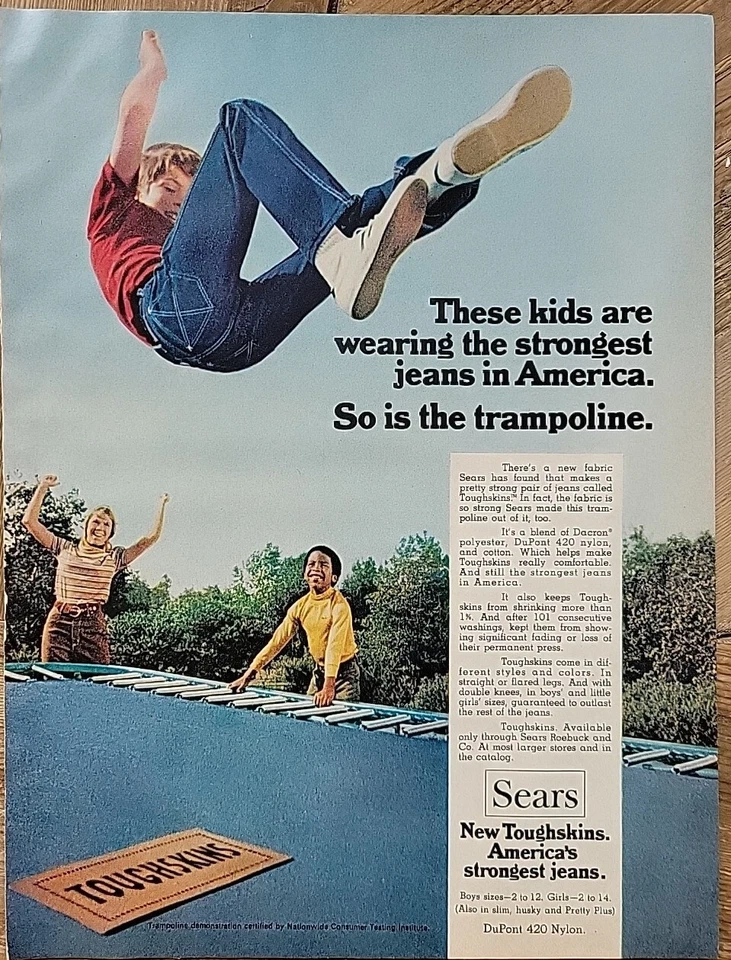 These kids are
wearing the strongest
jeans in America.
So is the trampoline.
There's a new fabric
Sears has found that makes a
pretty strong pair of jeans called
Toughskins.™ In fact, the fabric is
so strong Sears made this tram-
poline out of it, too.
It's a blend of Dacron®
polyester, DuPont 420 nylon,
and cotton. Which helps make
Toughskins really comfortable.
And still the strongest jeans
in America.
It also keeps Tough-
skins from shrinking more than
1%. And after 101 consecutive
washings, kept them from show-
ing significant fading or loss of
their permanent press.
Toughskins come in dif-
ferent styles and colors. In
straight or flared legs. And with
double knees, in boys' and little
girls' sizes, guaranteed to outlast
the rest of the jeans.
Toughskins. Available
only through Sears Roebuck and
Co. At most larger stores and in
the catalog.
Sears
New Toughskins.
America's
strongest jeans.
Boys sizes—2 to 12. Girls—2 to 14.
(Also in slim, husky and Pretty Plus)
DuPont 420 Nylon.
TOUGHSKINS
Trampoline demonstration certified by Nationwide Consumer Testing Institute.